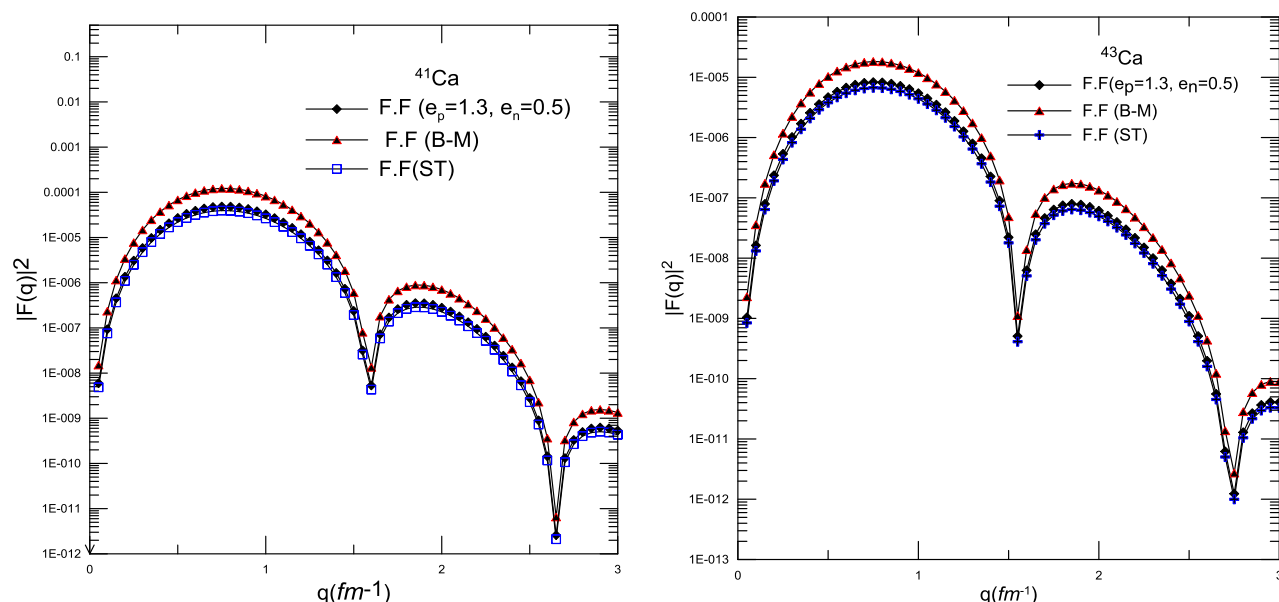 0.1
0.01
0.001
0.0001
1E-005
1E-006
1E-007
1E-008
1E-009
1E-010
1E-011
1E-012
|F(q)|2
41Ca
F.F (ep=1.3, en=0.5)
F.F (B-M)
F.F(ST)
0 1 2 3
q(fm-1)
0.0001
1E-005
1E-006
1E-007
1E-008
1E-009
1E-010
1E-011
1E-012
1E-013
|F(q)|2
43Ca
F.F(ep=1.3, en=0.5)
F.F (B-M)
F.F (ST)
0 1 2 3
q(fm-1)